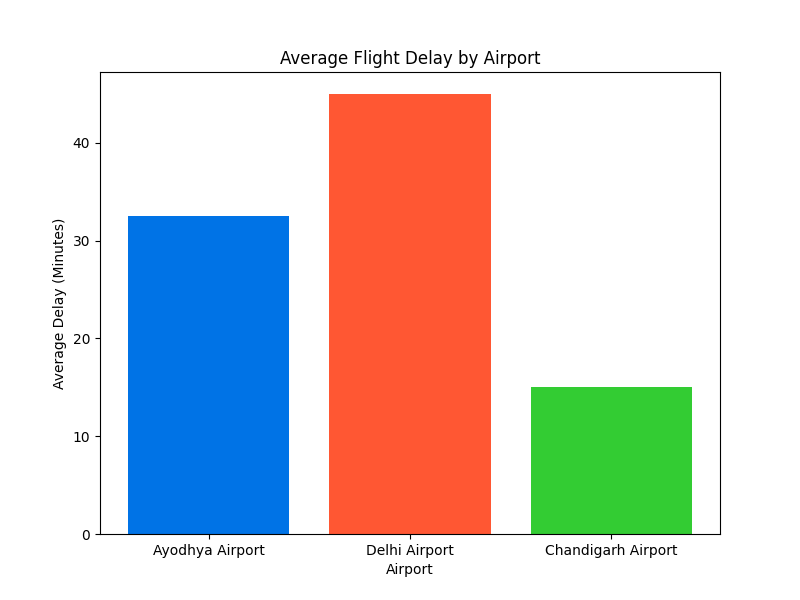 Average Flight Delay by Airport
Average Delay (Minutes)
40
30
20
10
0
Ayodhya Airport
Delhi Airport
Chandigarh Airport
Airport